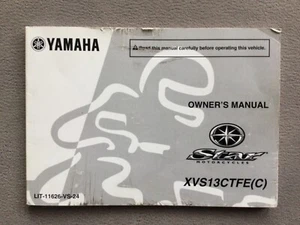 YAMAHA
Read this manual carefully before operating this vehicle.
OWNER'S MANUAL
Star
MOTORCYCLES
XVS13CTFE(C)
LIT-11626-VS-24